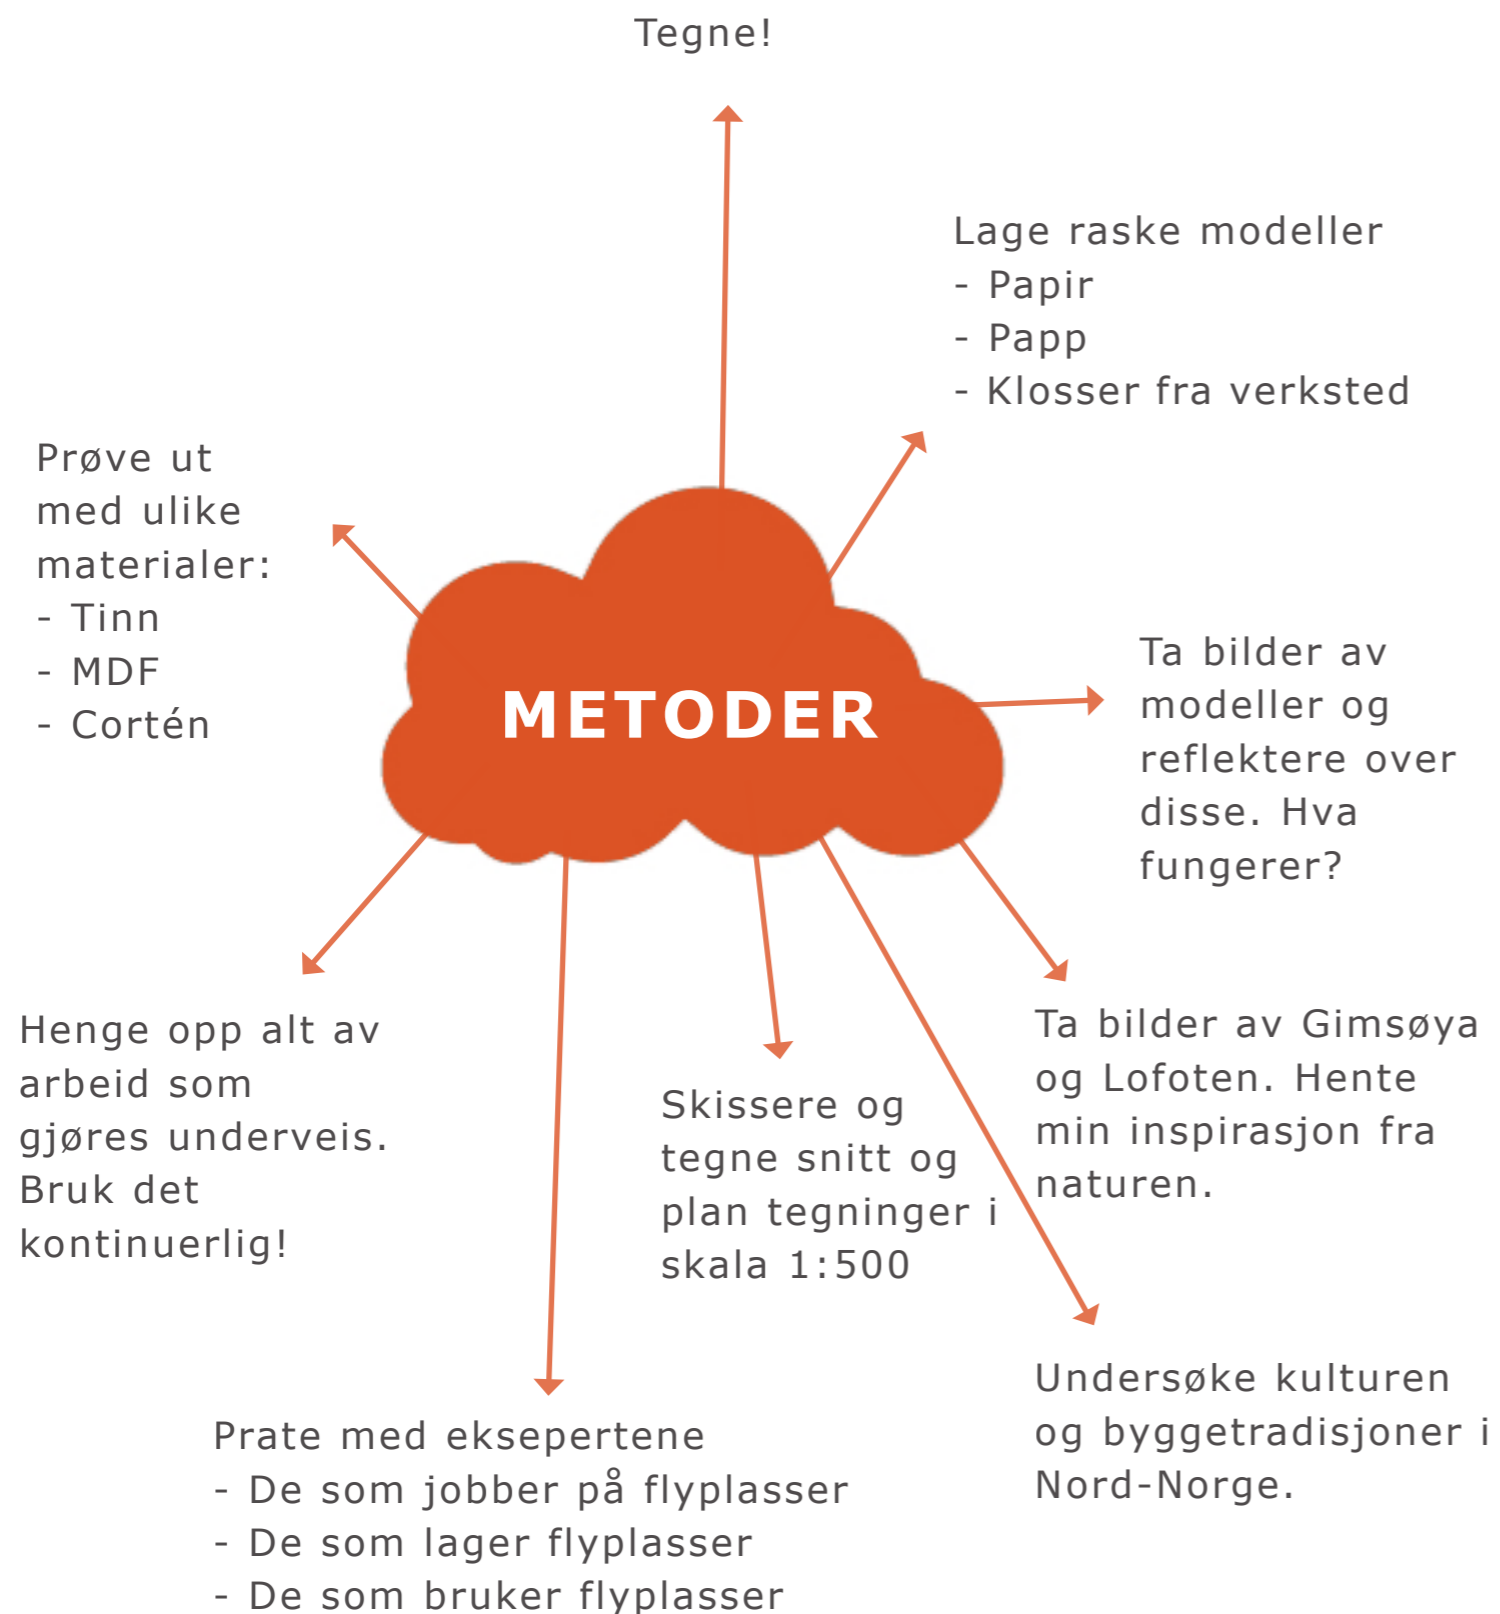 Tegne!
Lage raske modeller
- Papir
- Papp
- Klosser fra verksted
Prøve ut
med ulike
materialer:
- Tinn
- MDF
- Cortén
METODER
Ta bilder av
modeller og
reflektere over
disse. Hva
fungerer?
Henge opp alt av
arbeid som
gjøres underveis.
Bruk det
kontinuerlig!
Skissere og
tegne snitt og
plan tegninger i
skala 1:500
Ta bilder av Gimsøya
og Lofoten. Hente
min inspirasjon fra
naturen.
Prate med eksepertene
- De som jobber på flyplasser
- De som lager flyplasser
- De som bruker flyplasser
Undersøke kulturen
og byggetradisjoner i
Nord-Norge.